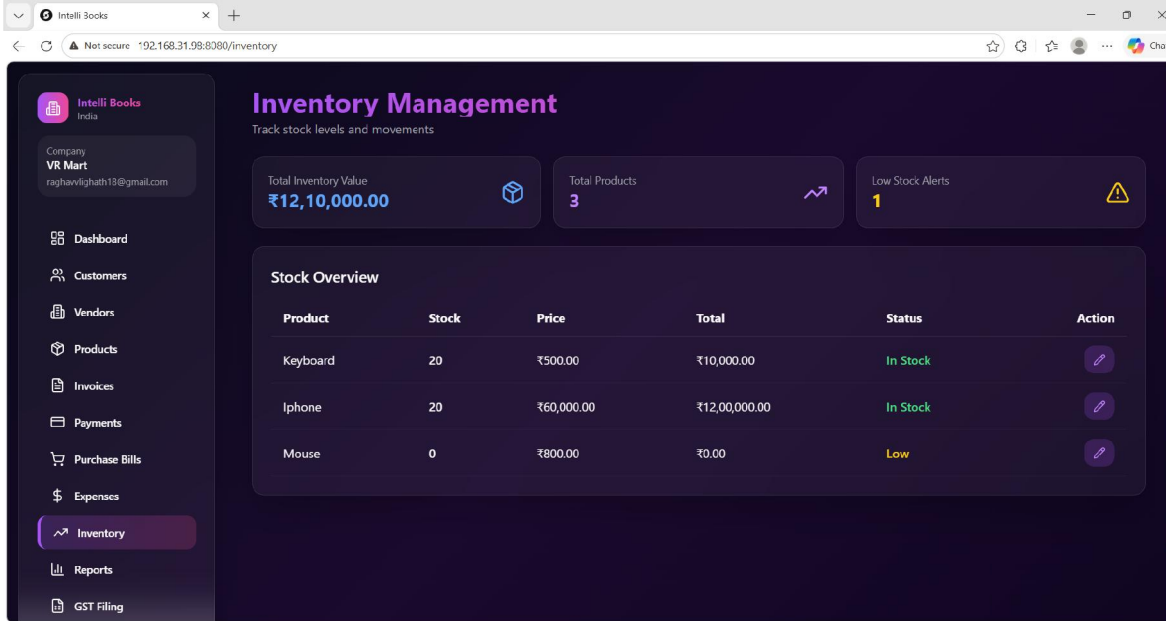 Intelli Books
Not secure 192.168.31.98:8080/inventory
Intelli Books
India
Company
VR Mart
raghavvlighath18@gmail.com
Dashboard
Customers
Vendors
Products
Invoices
Payments
Purchase Bills
Expenses
Inventory
Reports
GST Filing
Inventory Management
Track stock levels and movements
Total Inventory Value
₹12,10,000.00
Total Products
3
Low Stock Alerts
1
Stock Overview
Product Stock Price Total Status Action
Keyboard 20 ₹500.00 ₹10,000.00 In Stock
Iphone 20 ₹60,000.00 ₹12,00,000.00 In Stock
Mouse 0 ₹800.00 ₹0.00 Low